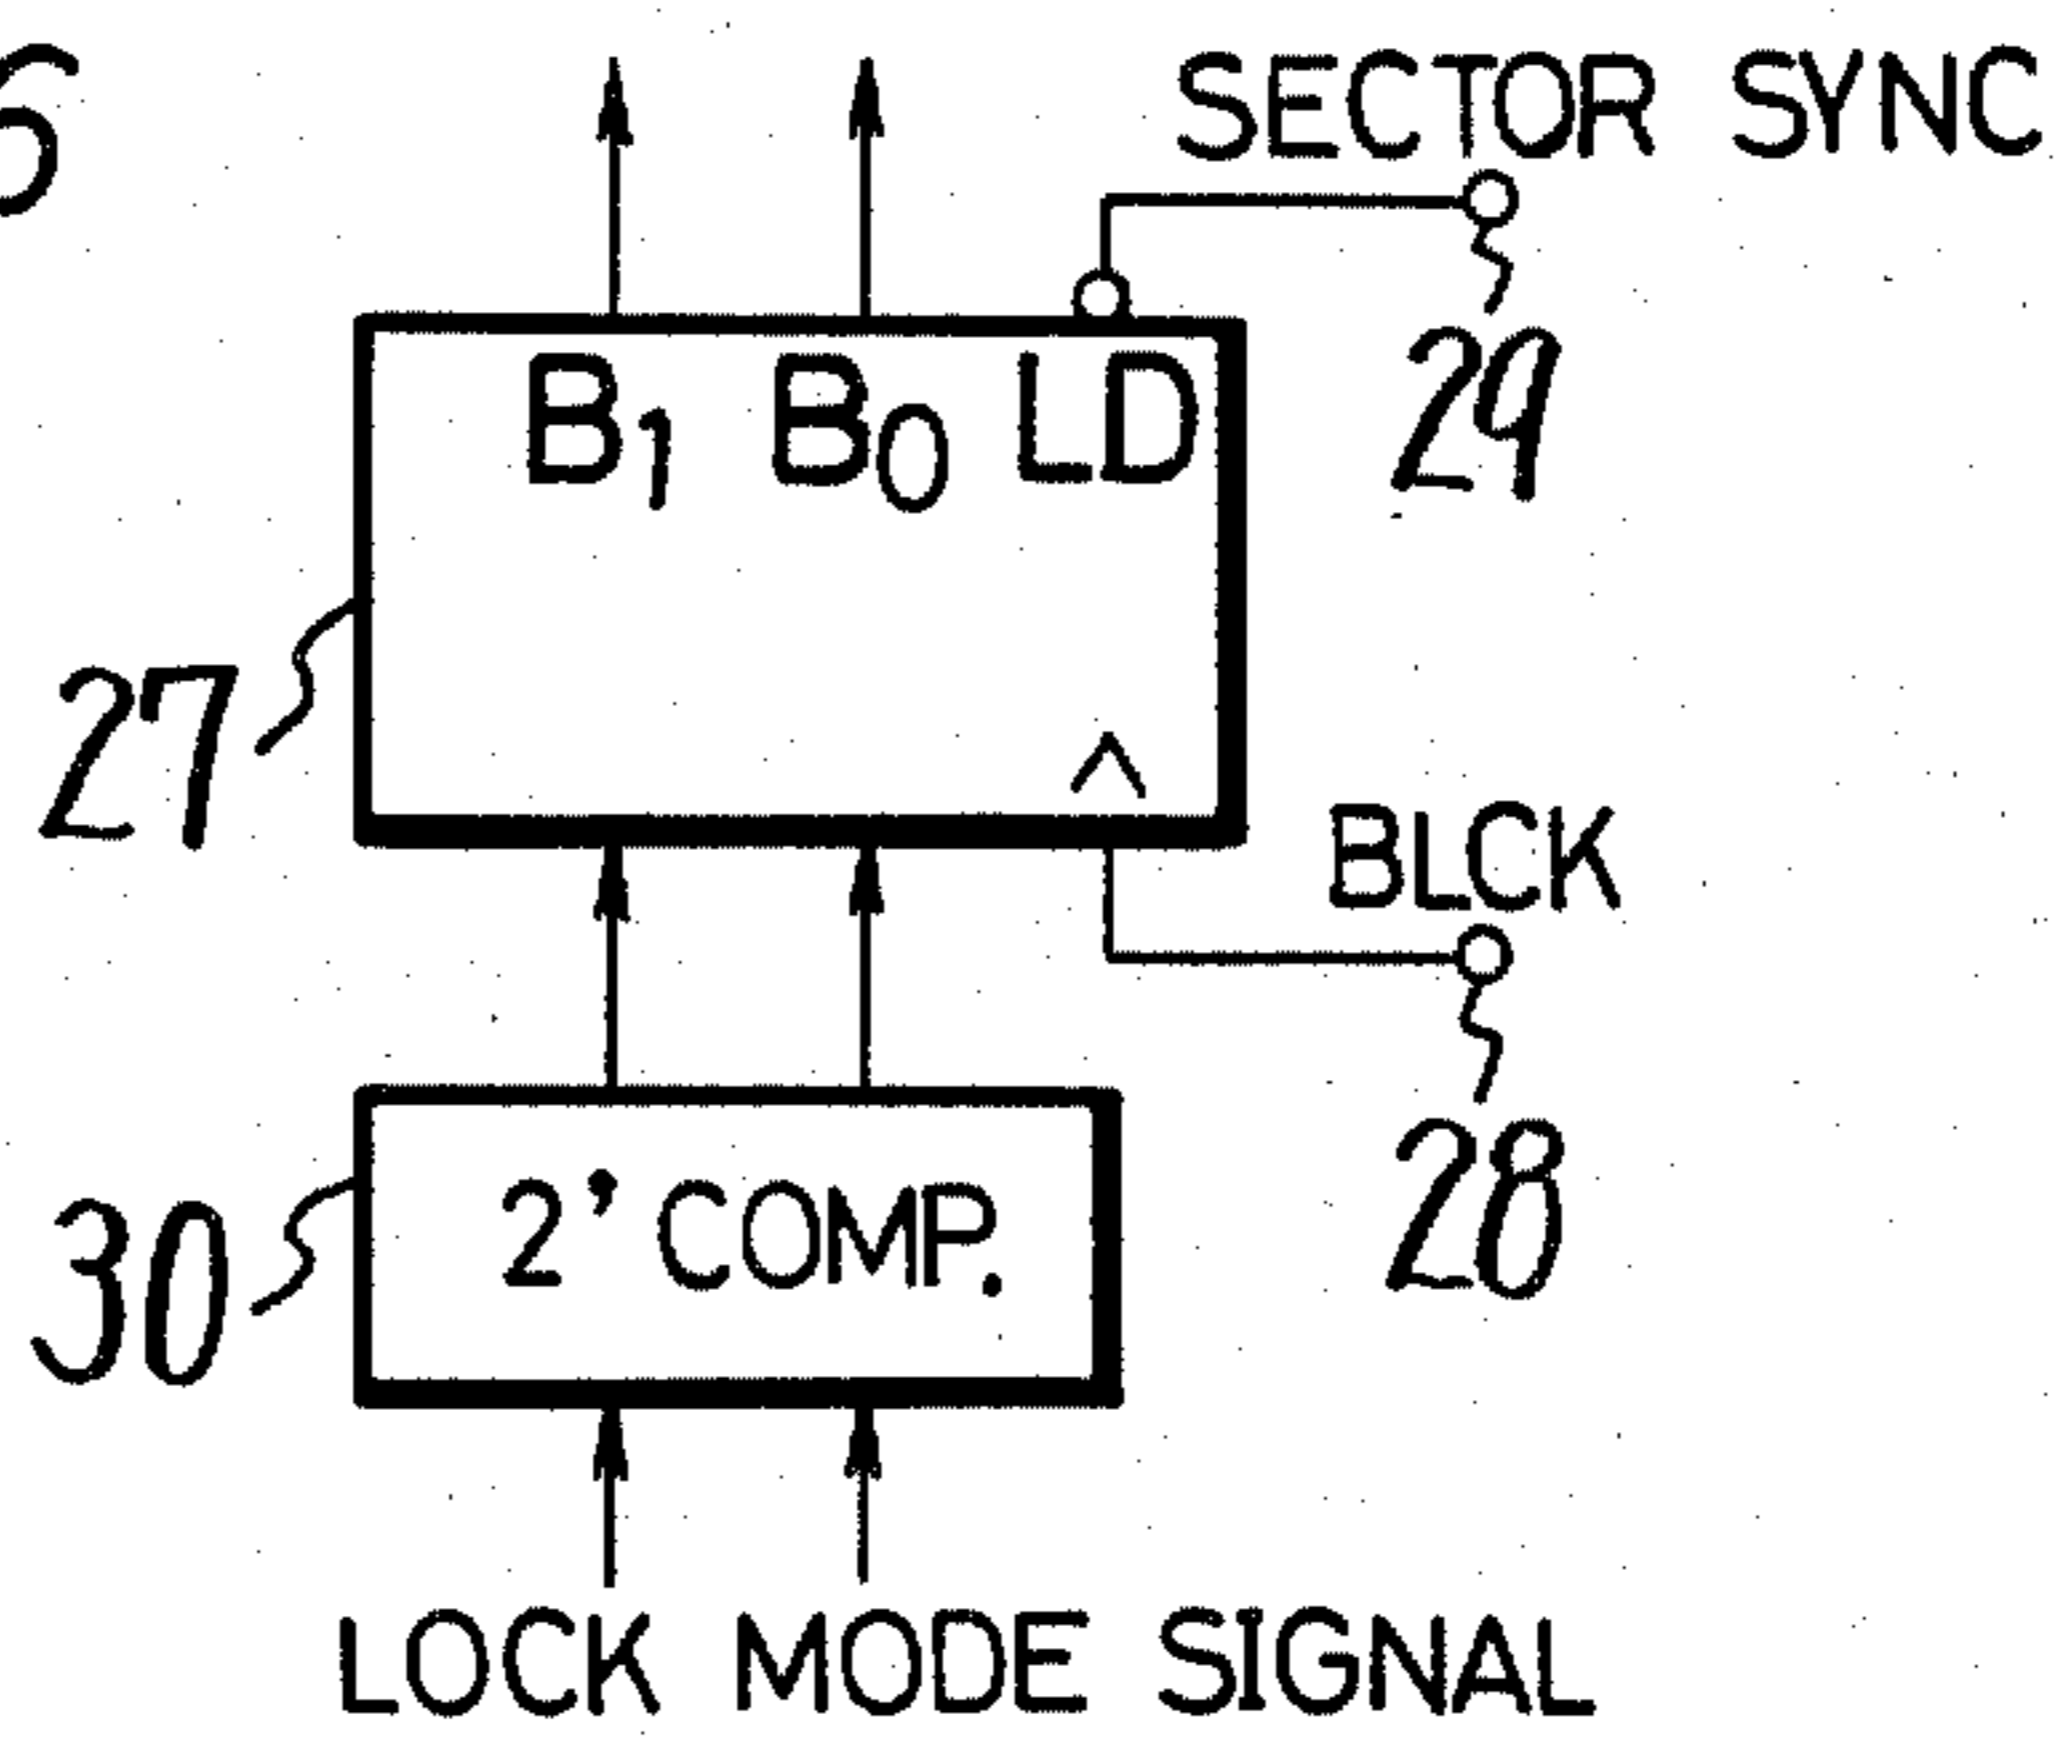 6
SECTOR SYNC
29
B1 B0 LD
27
BLCK
28
30
2' COMP.
LOCK MODE SIGNAL